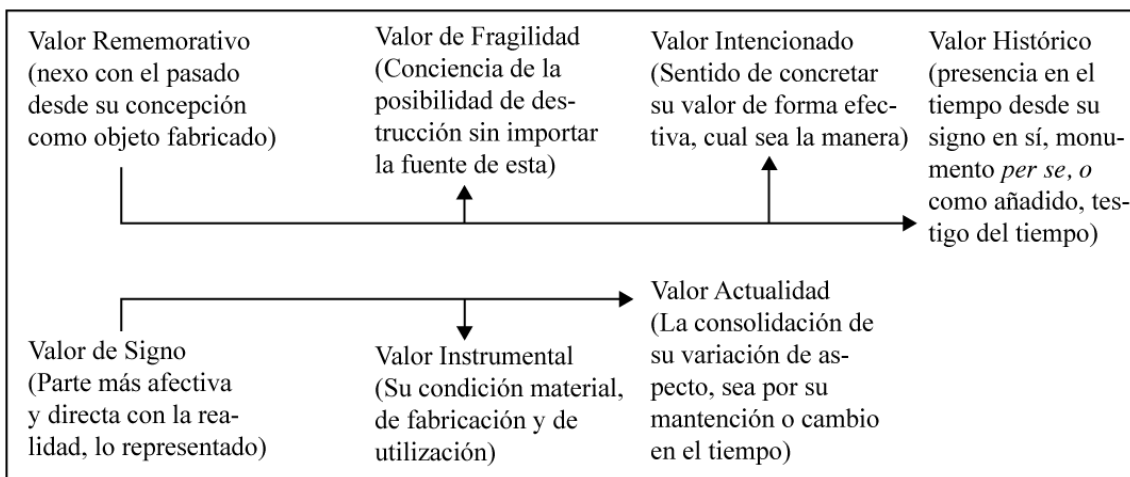 Valor Rememorativo
(nexo con el pasado
desde su concepción
como objeto fabricado)
Valor de Fragilidad
(Conciencia de la
posibilidad de des-
trucción sin importar
la fuente de esta)
Valor Intencionado
(Sentido de concretar
su valor de forma efec-
tiva, cual sea la manera)
Valor Histórico
(presencia en el
tiempo desde su
signo en sí, monu-
mento per se, o
como añadido, tes-
tigo del tiempo)
Valor de Signo
(Parte más afectiva
y directa con la rea-
lidad, lo representado)
Valor Instrumental
(Su condición material,
de fabricación y de
utilización)
Valor Actualidad
(La consolidación de
su variación de as-
pecto, sea por su
mantención o cambio
en el tiempo)